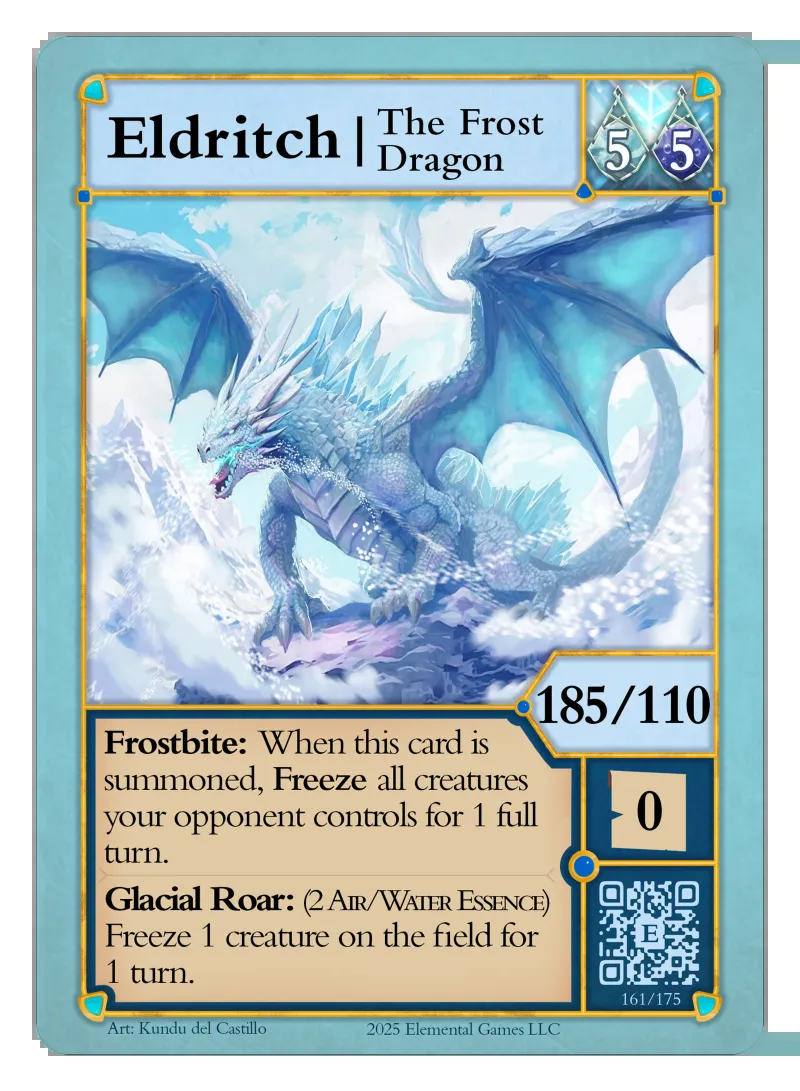 Eldritch | The Frost
Dragon
5 5
185/110
Frostbite: When this card is
summoned, Freeze all creatures
your opponent controls for 1 full
turn.
0
Glacial Roar: (2 Air/Water Essence)
Freeze 1 creature on the field for
1 turn.
E
161/175
Art: Kundu del Castillo
2025 Elemental Games LLC